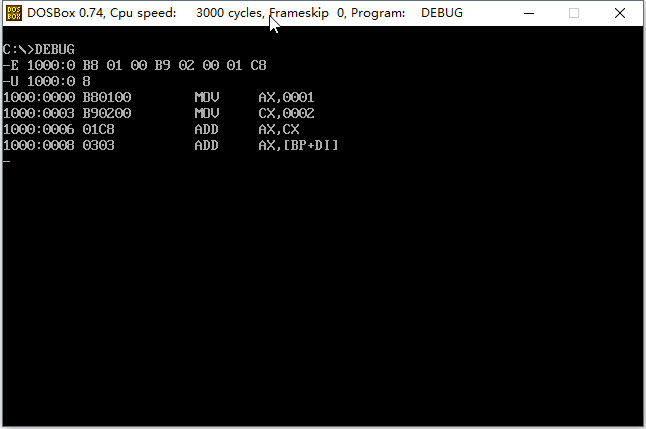 DOSBox 0.74, Cpu speed: 3000 cycles, Frameskip 0, Program: DEBUG
C:\>DEBUG
-E 1000:0 B8 01 00 B9 02 00 01 C8
-U 1000:0 8
1000:0000 B80100 MOV AX,0001
1000:0003 B90200 MOV CX,0002
1000:0006 01C8 ADD AX,CX
1000:0008 0303 ADD AX,[BP+DI]
-